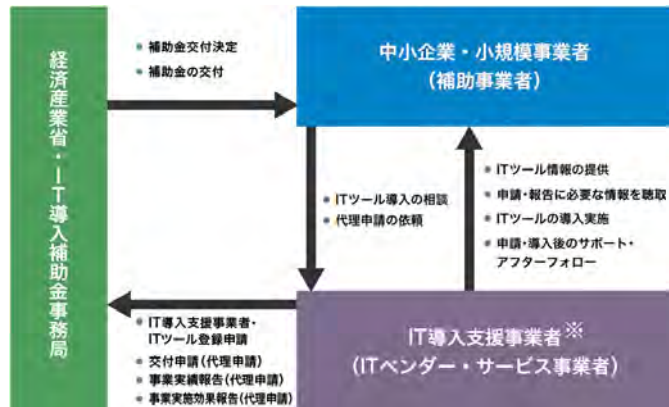 経済産業省・IT導入補助金事務局
● 補助金交付決定
● 補助金の交付
中小企業・小規模事業者
(補助事業者)
● ITツール導入の相談
● 代理申請の依頼
● ITツール情報の提供
● 申請・報告に必要な情報を聴取
● ITツールの導入実施
● 申請・導入後のサポート・
アフターフォロー
● IT導入支援事業者・
ITツール登録申請
● 交付申請(代理申請)
● 事業実績報告(代理申請)
● 事業実施効果報告(代理申請)
IT導入支援事業者※
(ITベンダー・サービス事業者)